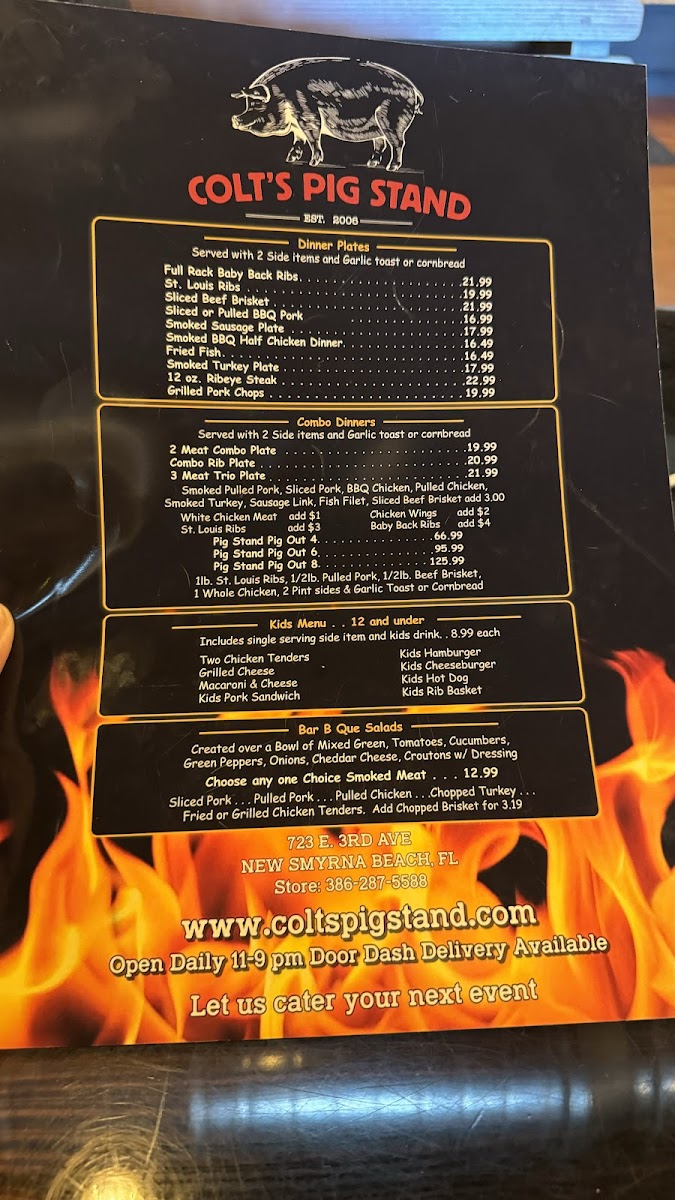 COLT'S PIG STAND
EST. 2006
Dinner Plates
Served with 2 Side items and Garlic toast or cornbread
Full Rack Baby Back Ribs. . . . . . . . . . . . . . . . . . . . . . .21.99
St. Louis Ribs . . . . . . . . . . . . . . . . . . . . . . . . . . . . . . .19.99
Sliced Beef Brisket . . . . . . . . . . . . . . . . . . . . . . . . . . .21.99
Sliced or Pulled BBQ Pork . . . . . . . . . . . . . . . . . . . . . .16.99
Smoked Sausage Plate . . . . . . . . . . . . . . . . . . . . . . . .17.99
Smoked BBQ Half Chicken Dinner. . . . . . . . . . . . . . . . .16.49
Fried Fish. . . . . . . . . . . . . . . . . . . . . . . . . . . . . . . . . .16.49
Smoked Turkey Plate . . . . . . . . . . . . . . . . . . . . . . . . .17.99
12 oz. Ribeye Steak . . . . . . . . . . . . . . . . . . . . . . . . . .22.99
Grilled Pork Chops . . . . . . . . . . . . . . . . . . . . . . . . . . .19.99
Combo Dinners
Served with 2 Side items and Garlic toast or cornbread
2 Meat Combo Plate . . . . . . . . . . . . . . . . . . . . . . . . . .19.99
Combo Rib Plate . . . . . . . . . . . . . . . . . . . . . . . . . . . . .20.99
3 Meat Trio Plate . . . . . . . . . . . . . . . . . . . . . . . . . . . .21.99
Smoked Pulled Pork, Sliced Pork, BBQ Chicken, Pulled Chicken,
Smoked Turkey, Sausage Link, Fish Filet, Sliced Beef Brisket add 3.00
White Chicken Meat add $1 Chicken Wings add $2
St. Louis Ribs add $3 Baby Back Ribs add $4
Pig Stand Pig Out 4. . . . . . . . . . . . . . . . .66.99
Pig Stand Pig Out 6. . . . . . . . . . . . . . . . .95.99
Pig Stand Pig Out 8. . . . . . . . . . . . . . . . .125.99
1lb. St. Louis Ribs, 1/2lb. Pulled Pork, 1/2lb. Beef Brisket,
1 Whole Chicken, 2 Pint sides & Garlic Toast or Cornbread
Kids Menu . . 12 and under
Includes single serving side item and kids drink. . 8.99 each
Two Chicken Tenders Kids Hamburger
Grilled Cheese Kids Cheeseburger
Macaroni & Cheese Kids Hot Dog
Kids Pork Sandwich Kids Rib Basket
Bar B Que Salads
Created over a Bowl of Mixed Green, Tomatoes, Cucumbers,
Green Peppers, Onions, Cheddar Cheese, Croutons w/ Dressing
Choose any one Choice Smoked Meat . . . . 12.99
Sliced Pork . . . Pulled Pork . . . Pulled Chicken . . .Chopped Turkey . . .
Fried or Grilled Chicken Tenders. Add Chopped Brisket for 3.19
723 E. 3RD AVE
NEW SMYRNA BEACH, FL
Store: 386-287-5588
www.coltspigstand.com
Open Daily 11-9 pm Door Dash Delivery Available
Let us cater your next event